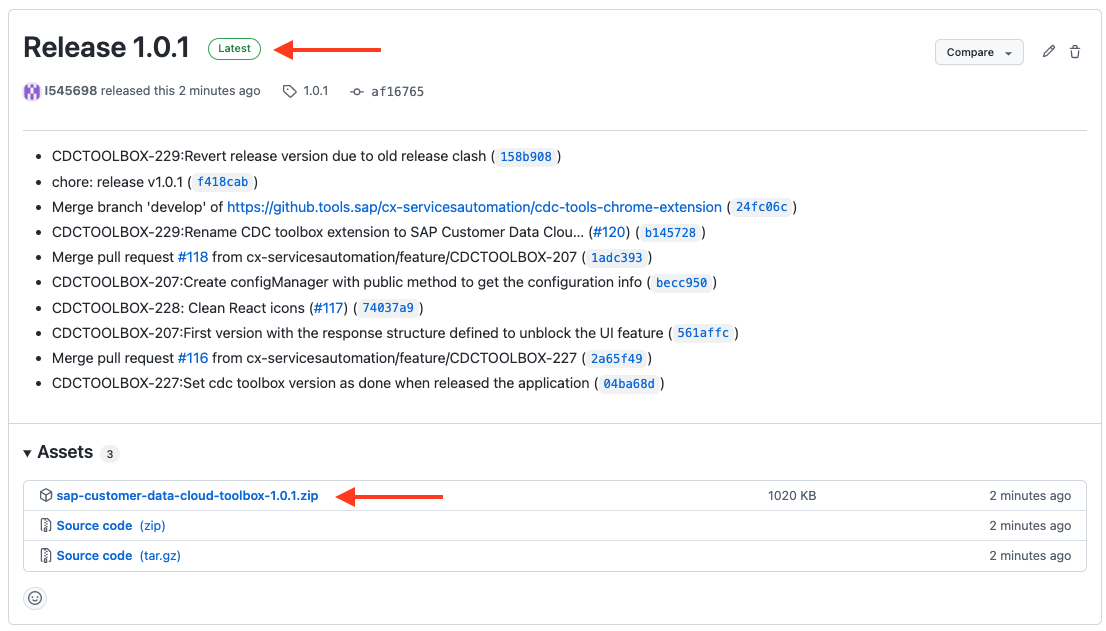 Release 1.0.1 Latest
Compare
I545698 released this 2 minutes ago 1.0.1 af16765
CDCTOOLBOX-229:Revert release version due to old release clash ( 158b908 )
chore: release v1.0.1 ( f418cab )
Merge branch 'develop' of https://github.tools.sap/cx-servicesautomation/cdc-tools-chrome-extension ( 24fc06c )
CDCTOOLBOX-229:Rename CDC toolbox extension to SAP Customer Data Clou... (#120) ( b145728 )
Merge pull request #118 from cx-servicesautomation/feature/CDCTOOLBOX-207 ( 1adc393 )
CDCTOOLBOX-207:Create configManager with public method to get the configuration info ( becc950 )
CDCTOOLBOX-228: Clean React icons (#117) ( 74037a9 )
CDCTOOLBOX-207:First version with the response structure defined to unblock the UI feature ( 561affc )
Merge pull request #116 from cx-servicesautomation/feature/CDCTOOLBOX-227 ( 2a65f49 )
CDCTOOLBOX-227:Set cdc toolbox version as done when released the application ( 04ba68d )
Assets 3
sap-customer-data-cloud-toolbox-1.0.1.zip 1020 KB 2 minutes ago
Source code (zip) 2 minutes ago
Source code (tar.gz) 2 minutes ago